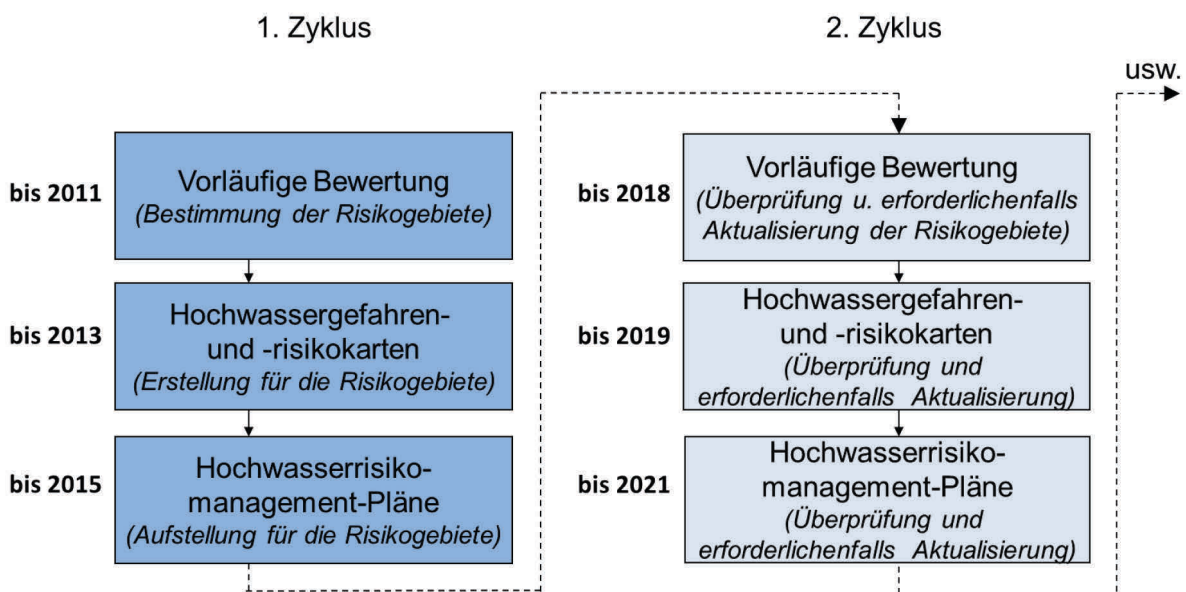 1. Zyklus
2. Zyklus
usw.
bis 2011
Vorläufige Bewertung
(Bestimmung der Risikogebiete)
bis 2013
Hochwassergefahren-
und -risikokarten
(Erstellung für die Risikogebiete)
bis 2015
Hochwasserrisiko-
management-Pläne
(Aufstellung für die Risikogebiete)
bis 2018
Vorläufige Bewertung
(Überprüfung u. erforderlichenfalls
Aktualisierung der Risikogebiete)
bis 2019
Hochwassergefahren-
und -risikokarten
(Überprüfung und
erforderlichenfalls Aktualisierung)
bis 2021
Hochwasserrisiko-
management-Pläne
(Überprüfung und
erforderlichenfalls Aktualisierung)